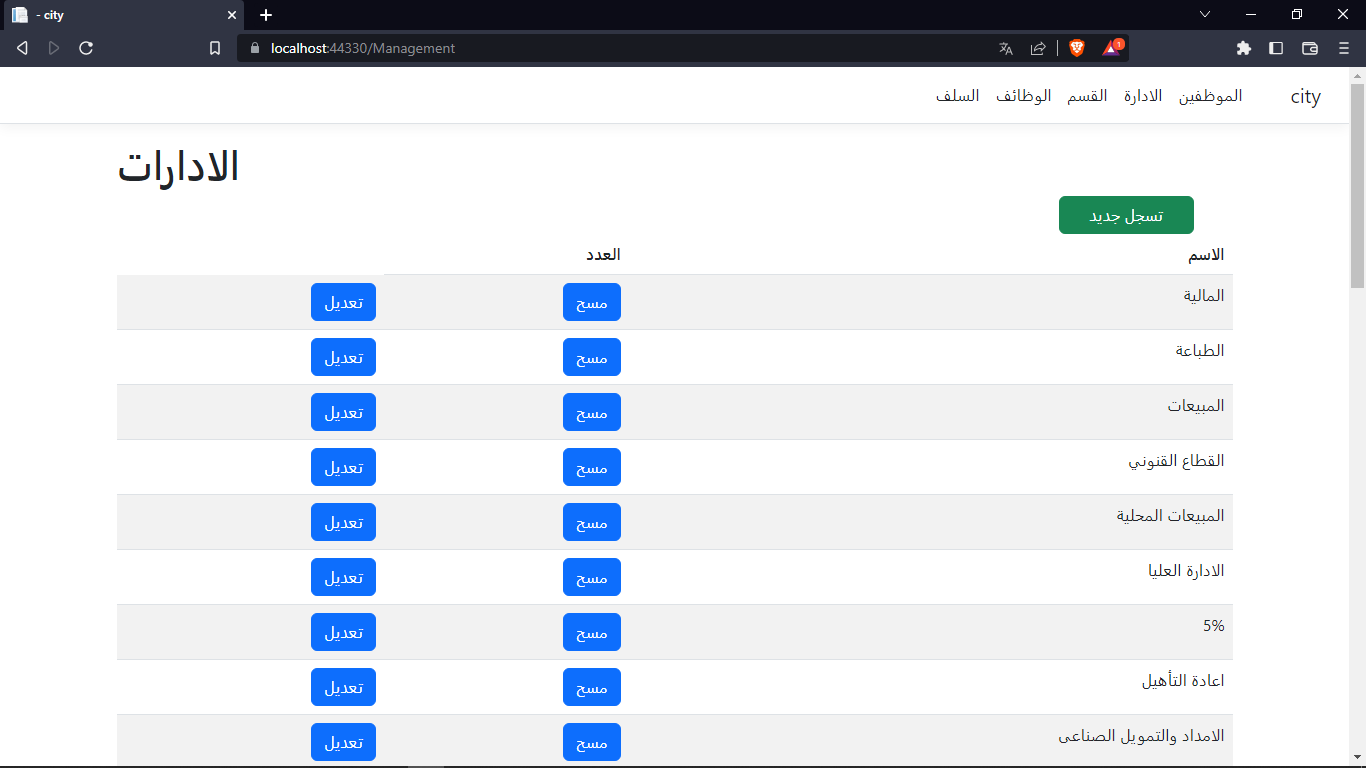 - city
localhost:44330/Management
1
city الموظفين الادارة القسم الوظائف السلف
الادارات
تسجل جديد
الاسم العدد
المالية مسح تعديل
الطباعة مسح تعديل
المبيعات مسح تعديل
القطاع القنوني مسح تعديل
المبيعات المحلية مسح تعديل
الادارة العليا مسح تعديل
5% مسح تعديل
اعادة التأهيل مسح تعديل
الامداد والتمويل الصناعى مسح تعديل